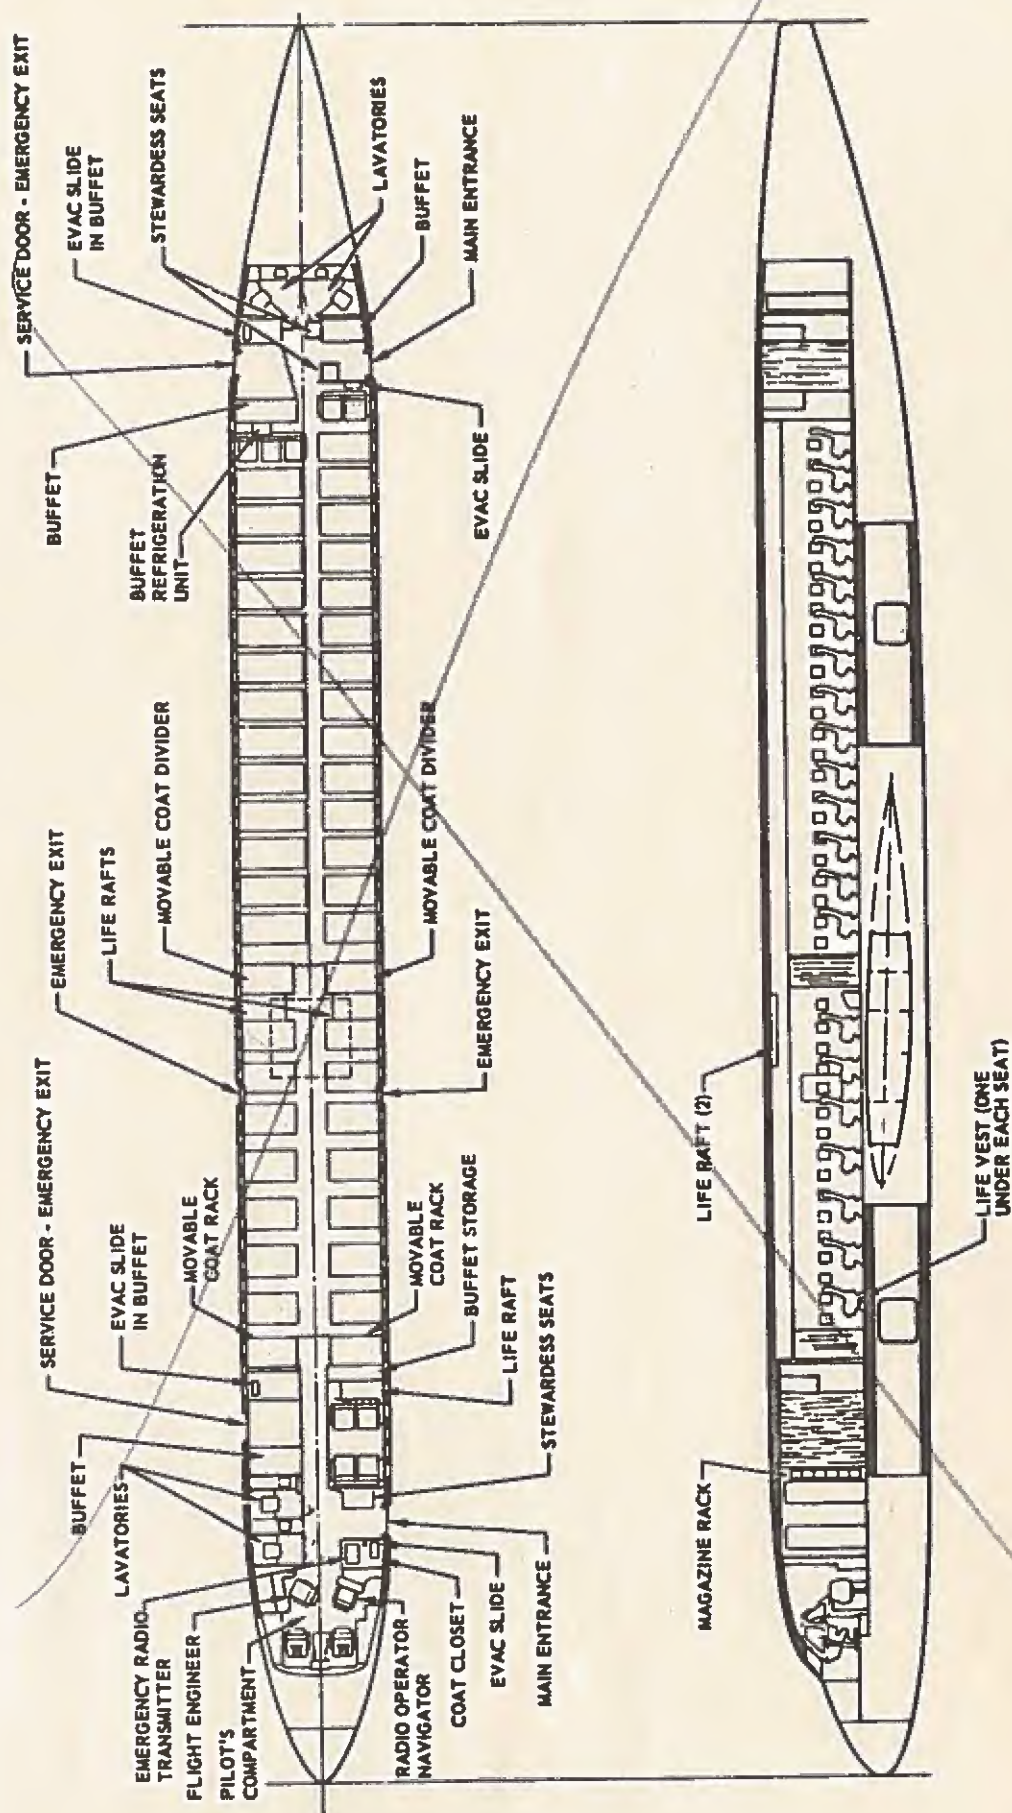 EMERGENCY RADIO
TRANSMITTER
FLIGHT ENGINEER
PILOT'S
COMPARTMENT
LAVATORIES
BUFFET
SERVICE DOOR - EMERGENCY EXIT
EVAC SLIDE
IN BUFFET
MOVABLE
COAT RACK
EMERGENCY EXIT
LIFE RAFTS
MOVABLE COAT DIVIDER
BUFFET
BUFFET
REFRIGERATION
UNIT
SERVICE DOOR - EMERGENCY EXIT
EVAC SLIDE
IN BUFFET
STEWARDESS SEATS
RADIO OPERATOR
NAVIGATOR
COAT CLOSET
EVAC SLIDE
MAIN ENTRANCE
STEWARDESS SEATS
LIFE RAFT
BUFFET STORAGE
MOVABLE
COAT RACK
EMERGENCY EXIT
MOVABLE COAT DIVIDER
EVAC SLIDE
MAIN ENTRANCE
BUFFET
LAVATORIES
MAGAZINE RACK
LIFE RAFT (2)
LIFE VEST (ONE
UNDER EACH SEAT)